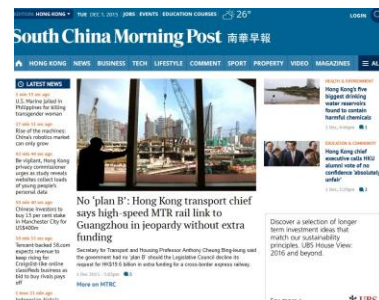 EDITION: HONG KONG
TUE DEC 1, 2015
JOBS EVENTS EDUCATION COURSES
26°
LOGIN
South China Morning Post 南華早報
HONG KONG NEWS BUSINESS TECH LIFESTYLE COMMENT SPORT PROPERTY VIDEO MAGAZINES
LATEST NEWS
U.S. Marine jailed in
Philippines for killing
transgender woman
Rise of the machines:
China's robotics market
can only grow
Be vigilant, Hong Kong
privacy commissioner
urges as study reveals
websites collect loads
of young people's
personal data
Chinese investors to
buy 13 per cent stake
in Manchester City for
US$400m
Tencent-backed 58.com
expects revenue to
keep rising for
Craigslist-like online
classifieds business as
bid to buy rivals pays
off
No 'plan B': Hong Kong transport chief
says high-speed MTR rail link to
Guangzhou in jeopardy without extra
funding
Secretary for Transport and Housing Professor Anthony Cheung Bing-leung said
the government had no 'plan B' should the Legislative Council decline its
request for HK$19.6 billion in extra funding for a cross-border express railway.
More on MTRC
HEALTH & ENVIRONMENT
Hong Kong's five
biggest drinking
water reservoirs
found to contain
harmful chemicals
EDUCATION & COMMUNITY
Hong Kong chief
executive calls HKU
alumni vote of no
confidence 'absolutely
unfair'
Discover a selection of longer
term investment ideas that
match our sustainability
principles. UBS House View:
2016 and beyond.
UBS